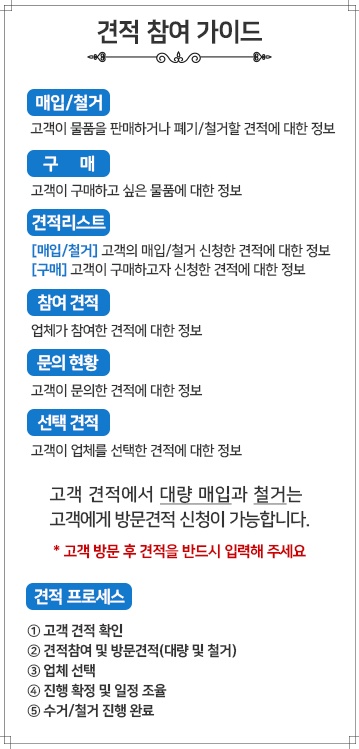 견적 참여 가이드
매입/철거
고객이 물품을 판매하거나 폐기/철거할 견적에 대한 정보
구 매
고객이 구매하고 싶은 물품에 대한 정보
견적리스트
[매입/철거] 고객의 매입/철거 신청한 견적에 대한 정보
[구매] 고객이 구매하고자 신청한 견적에 대한 정보
참여 견적
업체가 참여한 견적에 대한 정보
문의 현황
고객이 문의한 견적에 대한 정보
선택 견적
고객이 업체를 선택한 견적에 대한 정보
고객 견적에서 대량 매입과 철거는
고객에게 방문견적 신청이 가능합니다.
* 고객 방문 후 견적을 반드시 입력해 주세요
견적 프로세스
① 고객 견적 확인
② 견적참여 및 방문견적(대량 및 철거)
③ 업체 선택
④ 진행 확정 및 일정 조율
⑤ 수거/철거 진행 완료